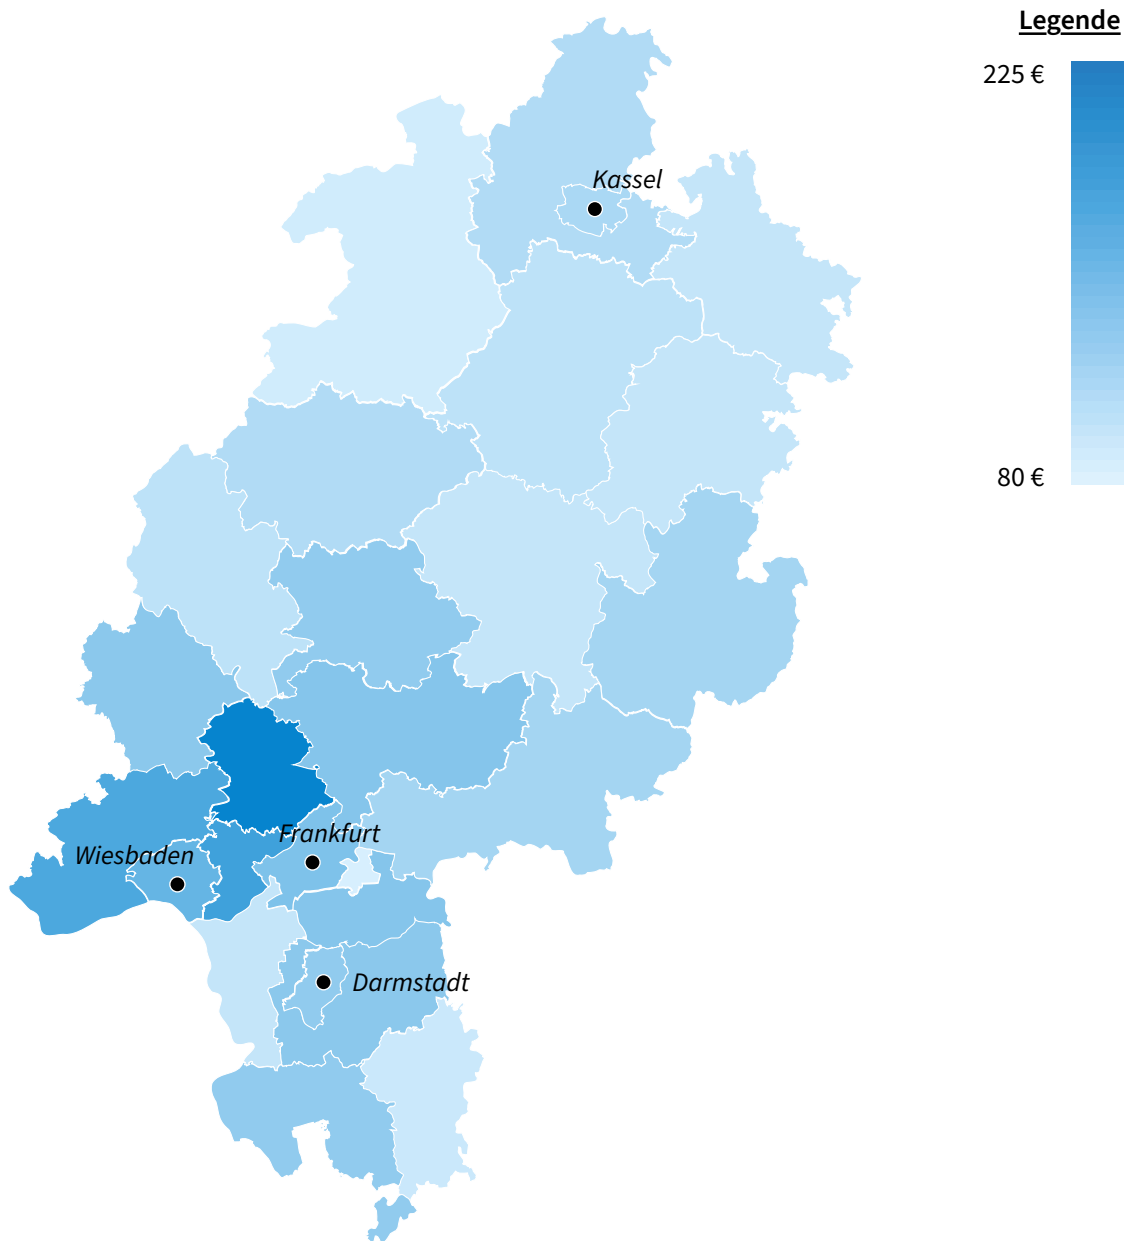 Legende
225 €
80 €
Kassel
Frankfurt
Wiesbaden
Darmstadt